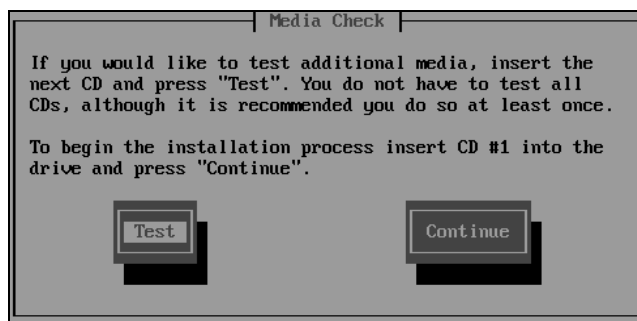 Media Check
If you would like to test additional media, insert the
next CD and press "Test". You do not have to test all
CDs, although it is recommended you do so at least once.
To begin the installation process insert CD #1 into the
drive and press "Continue".
Test
Continue